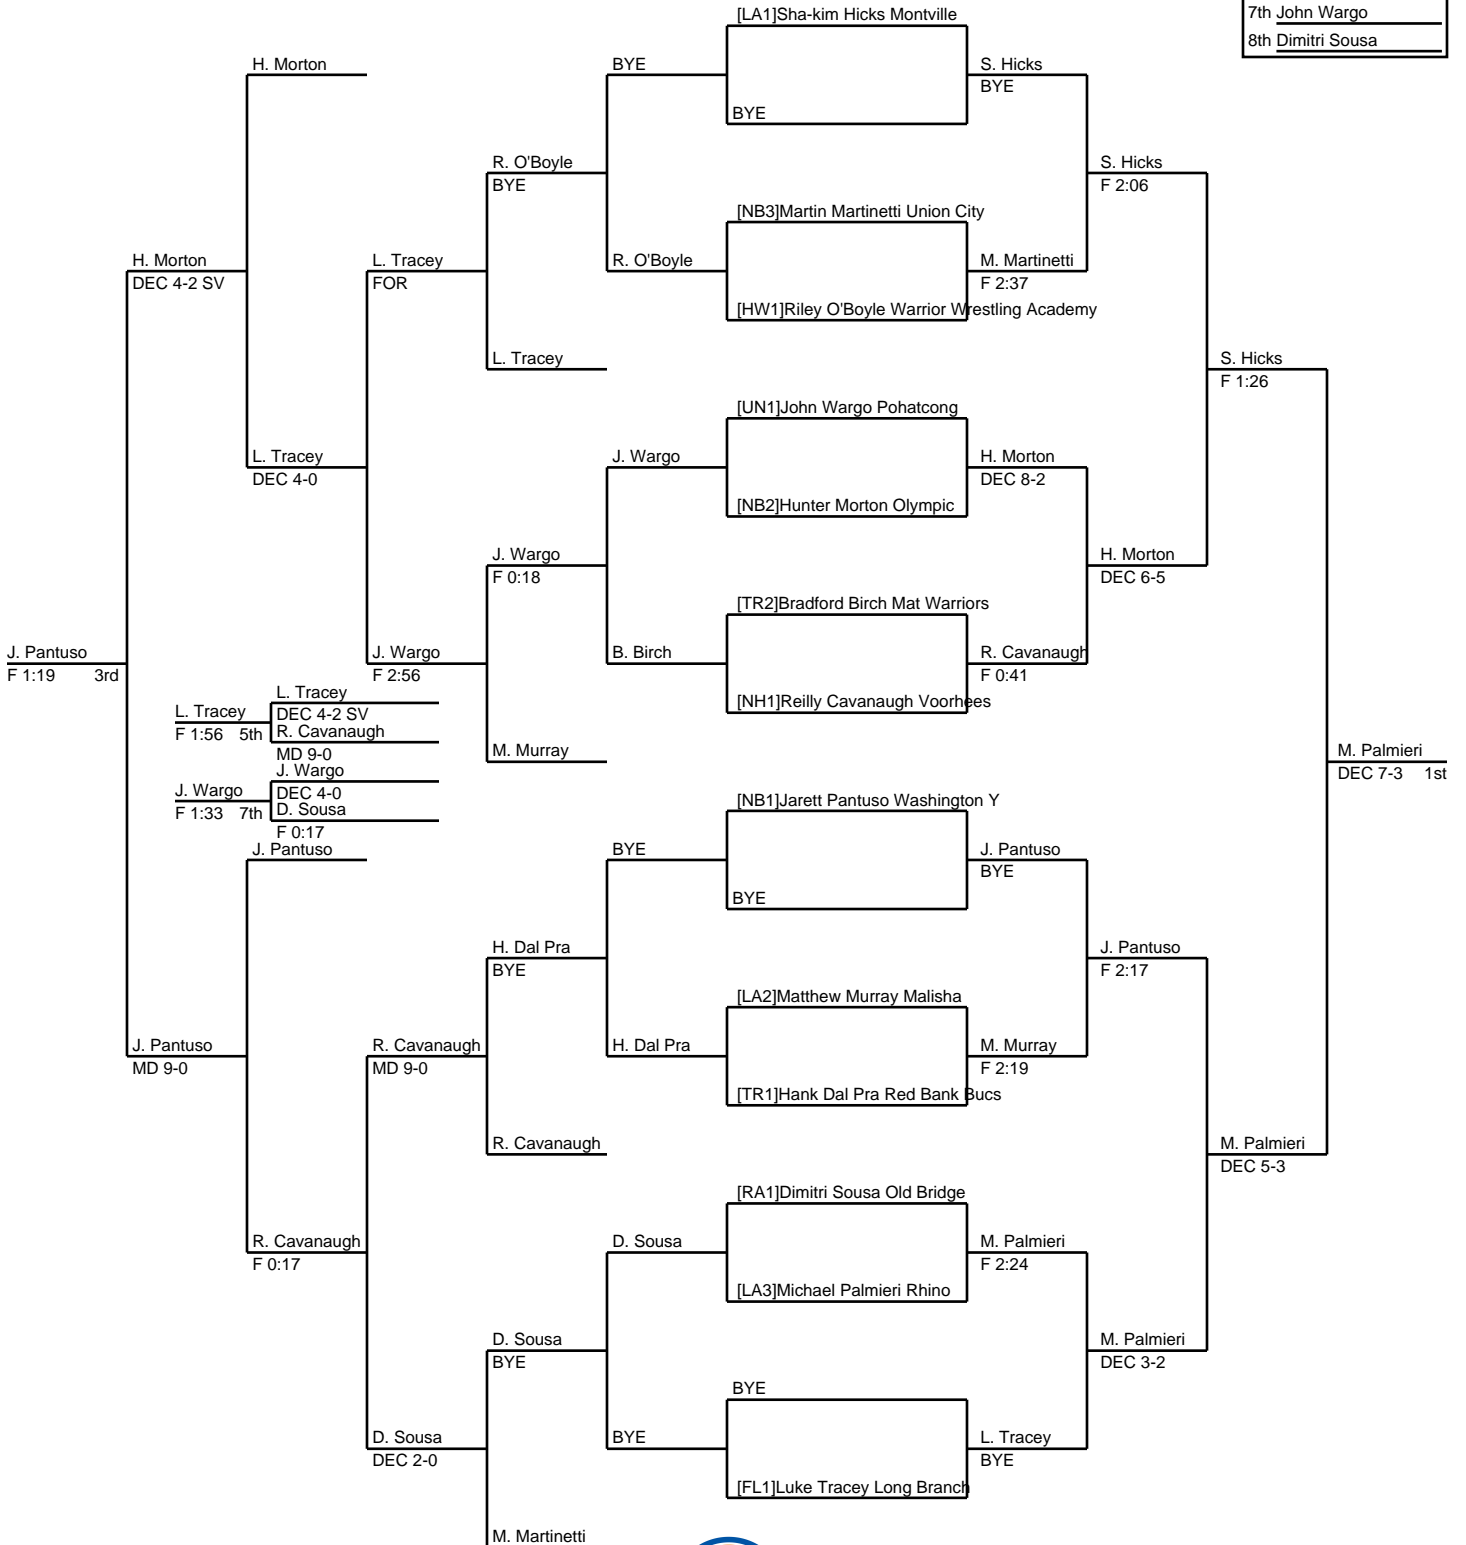 [LA1]Sha-kim Hicks Montville
7th John Wargo
8th Dimitri Sousa
H. Morton
BYE
S. Hicks
BYE
BYE
R. O'Boyle
BYE
S. Hicks
F 2:06
[NB3]Martin Martinetti Union City
H. Morton
DEC 4-2 SV
L. Tracey
FOR
R. O'Boyle
M. Martinetti
F 2:37
[HW1]Riley O'Boyle Warrior Wrestling Academy
L. Tracey
S. Hicks
F 1:26
[UN1]John Wargo Pohatcong
L. Tracey
DEC 4-0
J. Wargo
H. Morton
DEC 8-2
[NB2]Hunter Morton Olympic
J. Wargo
F 0:18
H. Morton
DEC 6-5
[TR2]Bradford Birch Mat Warriors
J. Pantuso
F 1:19 3rd
J. Wargo
F 2:56
B. Birch
R. Cavanaugh
F 0:41
[NH1]Reilly Cavanaugh Voorhees
L. Tracey
DEC 4-2 SV
L. Tracey
F 1:56 5th
R. Cavanaugh
MD 9-0
M. Murray
M. Palmieri
DEC 7-3 1st
J. Wargo
DEC 4-0
J. Wargo
F 1:33 7th
D. Sousa
F 0:17
[NB1]Jarett Pantuso Washington Y
J. Pantuso
BYE
J. Pantuso
BYE
BYE
H. Dal Pra
BYE
J. Pantuso
F 2:17
[LA2]Matthew Murray Malisha
J. Pantuso
MD 9-0
R. Cavanaugh
MD 9-0
H. Dal Pra
M. Murray
F 2:19
[TR1]Hank Dal Pra Red Bank Bucs
R. Cavanaugh
M. Palmieri
DEC 5-3
[RA1]Dimitri Sousa Old Bridge
R. Cavanaugh
F 0:17
D. Sousa
M. Palmieri
F 2:24
[LA3]Michael Palmieri Rhino
D. Sousa
BYE
M. Palmieri
DEC 3-2
BYE
D. Sousa
DEC 2-0
BYE
L. Tracey
BYE
[FL1]Luke Tracey Long Branch
M. Martinetti